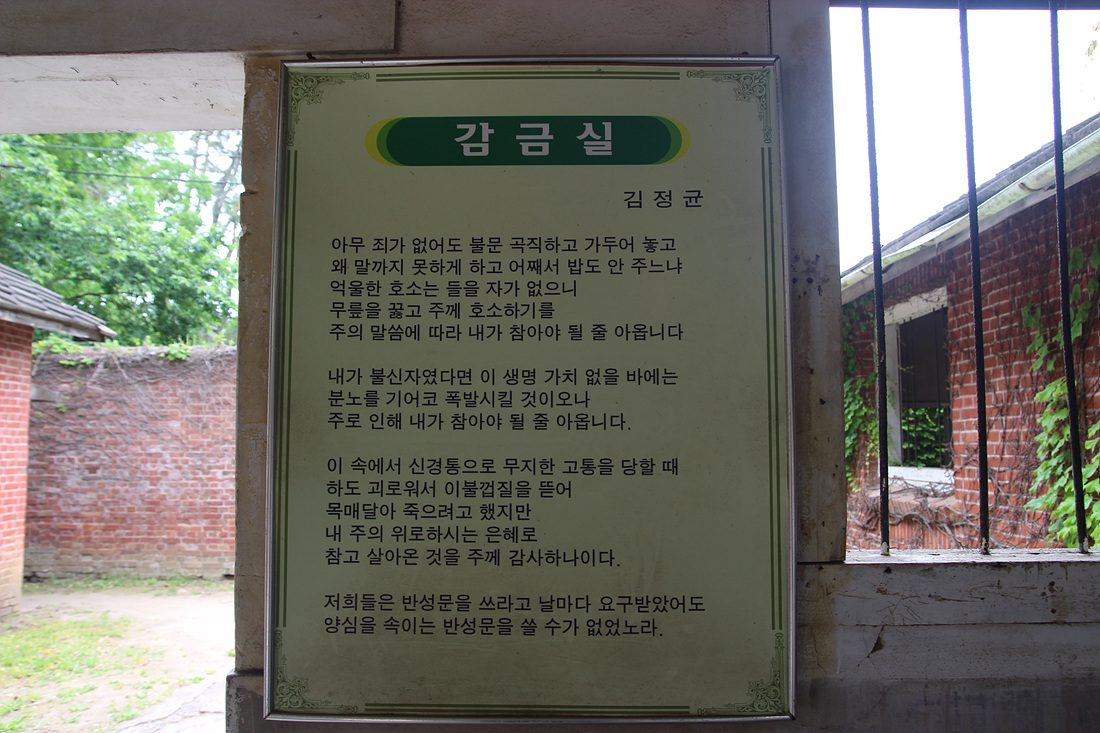 감금실
김정균
아무 죄가 없어도 불문 곡직하고 가두어 놓고
왜 말까지 못하게 하고 어째서 밥도 안 주느냐
억울한 호소는 들을 자가 없으니
무릎을 꿇고 주께 호소하기를
주의 말씀에 따라 내가 참아야 될 줄 아옵니다
내가 불신자였다면 이 생명 가치 없을 바에는
분노를 기어코 폭발시킬 것이오나
주로 인해 내가 참아야 될 줄 아옵니다.
이 속에서 신경통으로 무지한 고통을 당할 때
하도 괴로워서 이불껍질을 뜯어
목매달아 죽으려고 했지만
내 주의 위로하시는 은혜로
참고 살아온 것을 주께 감사하나이다.
저희들은 반성문을 쓰라고 날마다 요구받았어도
양심을 속이는 반성문을 쓸 수가 없었노라.